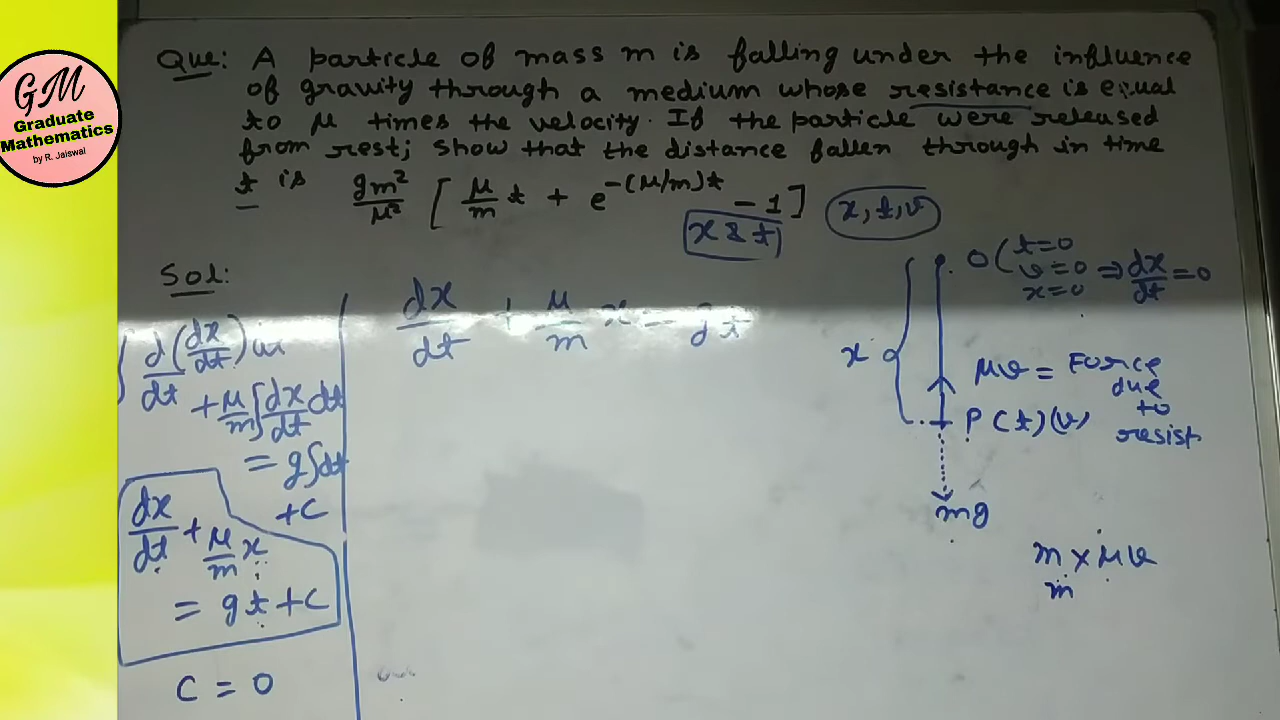 GM
Graduate
Mathematics
by R. Jaiswal
Que: A particle of mass m is falling under the influence
of gravity through a medium whose resistance is equal
to μ times the velocity. If the particle were released
from rest; show that the distance fallen through in time
t is gm²/μ² [ μ/m t + e^-(μ/m)t - 1 ]
x & t
x, t, v
Sol:
∫ d/dt (dx/dt) dt
+ μ/m ∫ dx/dt dt
= g∫dt
+ C
dx/dt + μ/m x
= gt + C
C = 0
dx/dt + μ/m x = gt
O ( t=0
v=0 ⇒ dx/dt = 0
x=0
x
μv = Force
due
to
resist
P (t)(v)
mg
m/m × μv